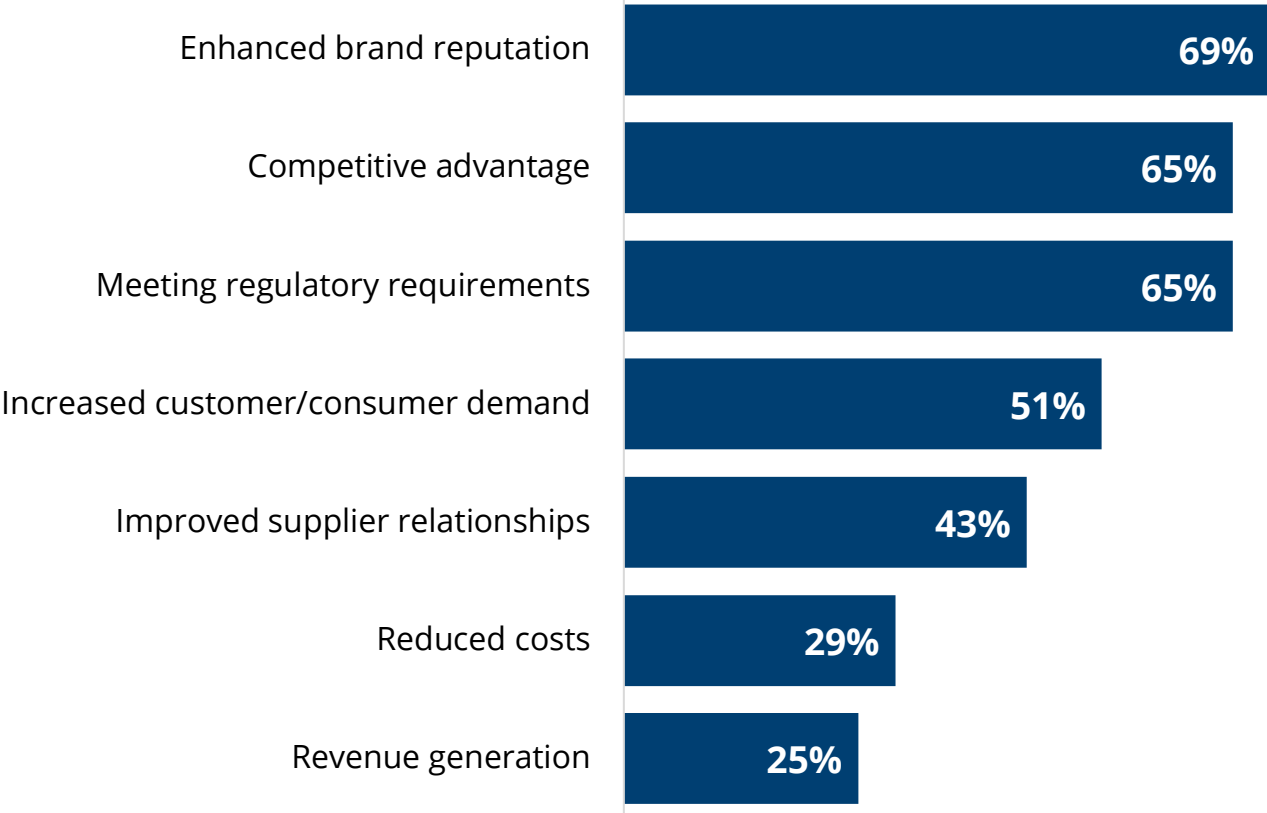 Enhanced brand reputation 69%
Competitive advantage 65%
Meeting regulatory requirements 65%
Increased customer/consumer demand 51%
Improved supplier relationships 43%
Reduced costs 29%
Revenue generation 25%